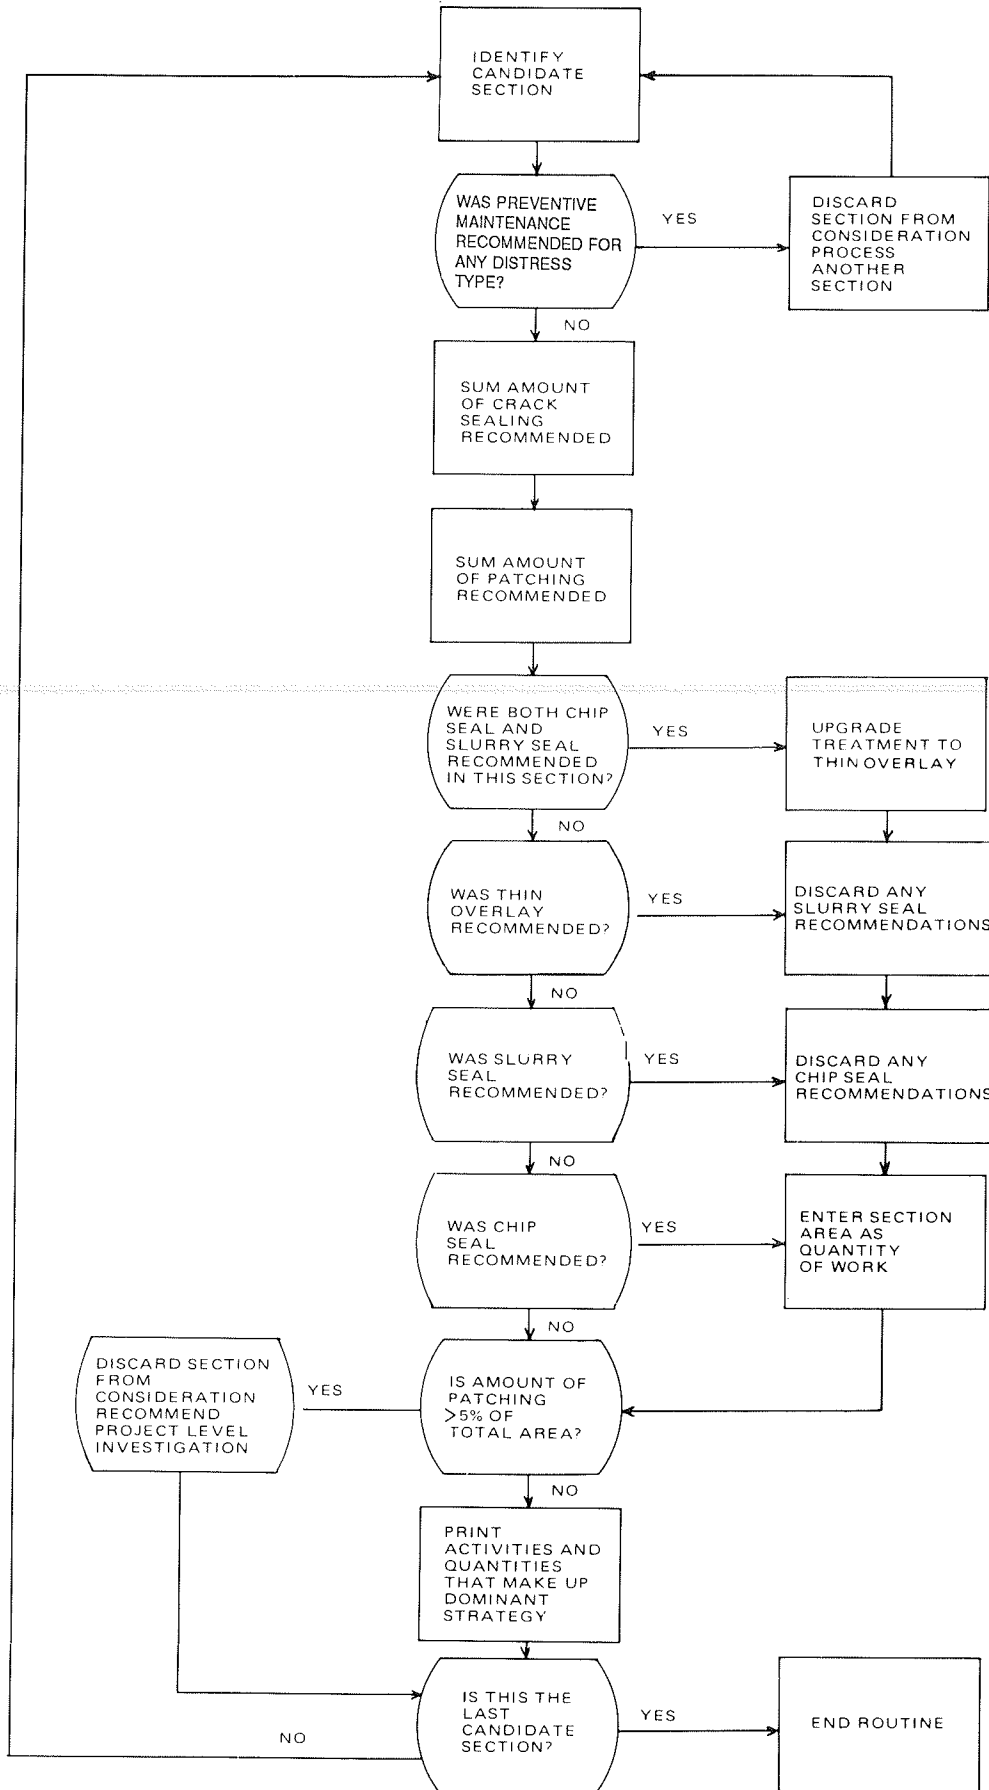 IDENTIFY
CANDIDATE
SECTION
WAS PREVENTIVE
MAINTENANCE
RECOMMENDED FOR
ANY DISTRESS
TYPE?
YES
DISCARD
SECTION FROM
CONSIDERATION
PROCESS
ANOTHER
SECTION
NO
SUM AMOUNT
OF CRACK
SEALING
RECOMMENDED
SUM AMOUNT
OF PATCHING
RECOMMENDED
WERE BOTH CHIP
SEAL AND
SLURRY SEAL
RECOMMENDED
IN THIS SECTION?
YES
UPGRADE
TREATMENT TO
THIN OVERLAY
NO
WAS THIN
OVERLAY
RECOMMENDED?
YES
DISCARD ANY
SLURRY SEAL
RECOMMENDATIONS
NO
WAS SLURRY
SEAL
RECOMMENDED?
YES
DISCARD ANY
CHIP SEAL
RECOMMENDATIONS
NO
WAS CHIP
SEAL
RECOMMENDED?
YES
ENTER SECTION
AREA AS
QUANTITY
OF WORK
NO
IS AMOUNT OF
PATCHING
>5% OF
TOTAL AREA?
YES
DISCARD SECTION
FROM
CONSIDERATION
RECOMMEND
PROJECT LEVEL
INVESTIGATION
NO
PRINT
ACTIVITIES AND
QUANTITIES
THAT MAKE UP
DOMINANT
STRATEGY
IS THIS THE
LAST
CANDIDATE
SECTION?
YES
END ROUTINE
NO